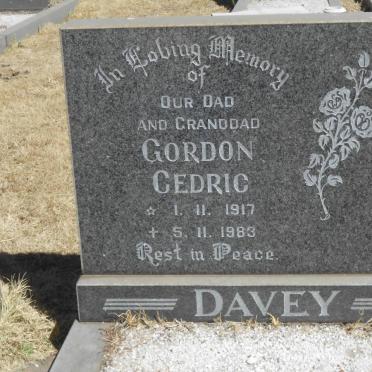 In Loving Memory
of
OUR DAD
AND GRANDDAD
GORDON
CEDRIC
☆ 1. 11. 1917
+ 5. 11. 1983
Rest in Peace.
DAVEY